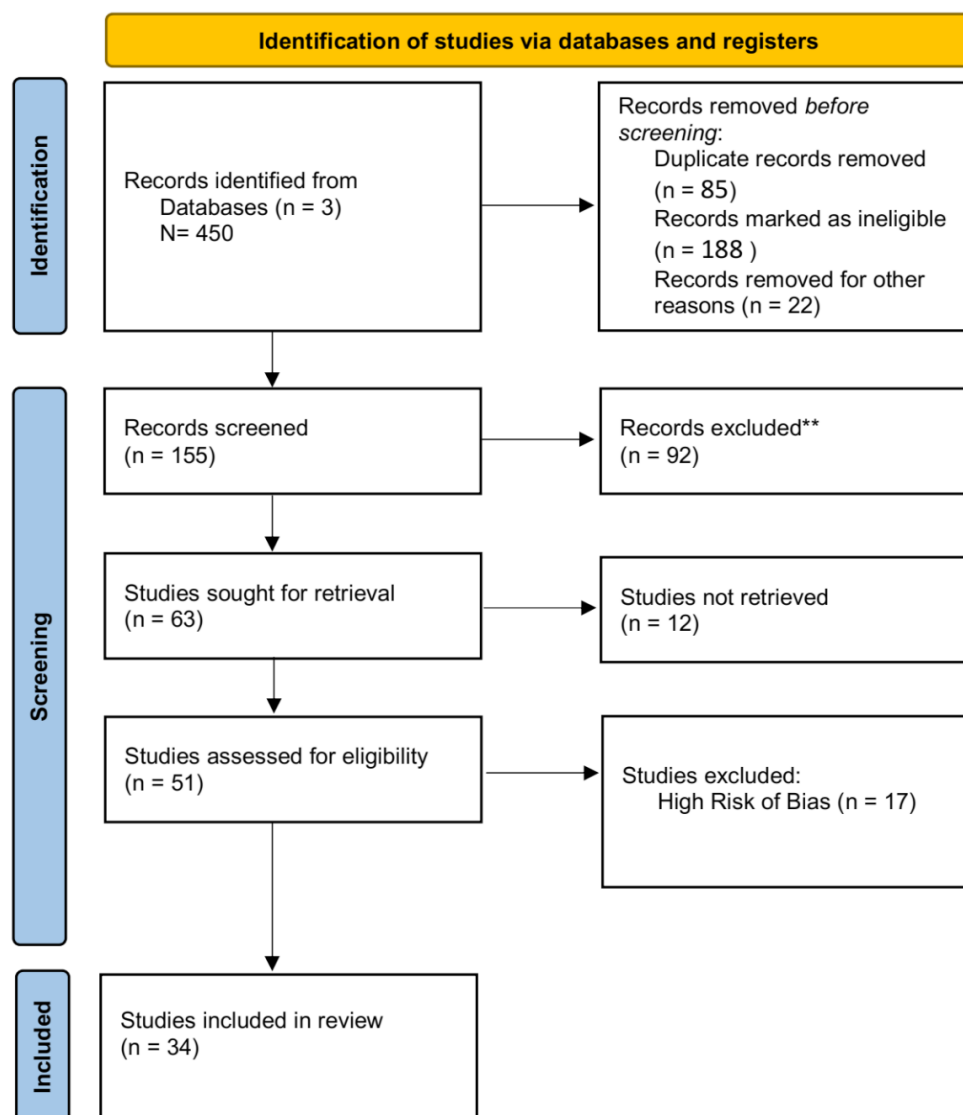 Identification of studies via databases and registers
Identification
Records identified from
Databases (n = 3)
N= 450
Records removed before
screening:
Duplicate records removed
(n = 85)
Records marked as ineligible
(n = 188 )
Records removed for other
reasons (n = 22)
Screening
Records screened
(n = 155)
Records excluded**
(n = 92)
Studies sought for retrieval
(n = 63)
Studies not retrieved
(n = 12)
Studies assessed for eligibility
(n = 51)
Studies excluded:
High Risk of Bias (n = 17)
Included
Studies included in review
(n = 34)